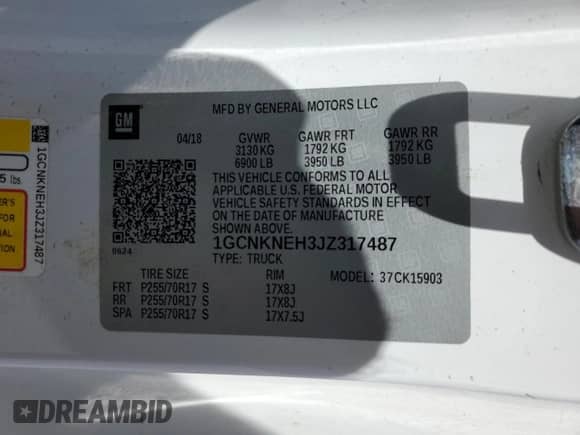 GM
MFD BY GENERAL MOTORS LLC
04/18 GVWR GAWR FRT GAWR RR
3130 KG 1792 KG 1792 KG
6900 LB 3950 LB 3950 LB
THIS VEHICLE CONFORMS TO ALL
APPLICABLE U.S. FEDERAL MOTOR
VEHICLE SAFETY STANDARDS IN
EFFECT ON THE DATE OF MANUFACTURE
SHOWN ABOVE.
1GCNKNEH3JZ317487
0624
TYPE: TRUCK
TIRE SIZE RIM MODEL: 37CK15903
FRT P255/70R17 S 17X8J
RR P255/70R17 S 17X8J
SPA P255/70R17 S 17X7.5J
1GCNKNEH3JZ317487
5 lbs.
DREAMBID